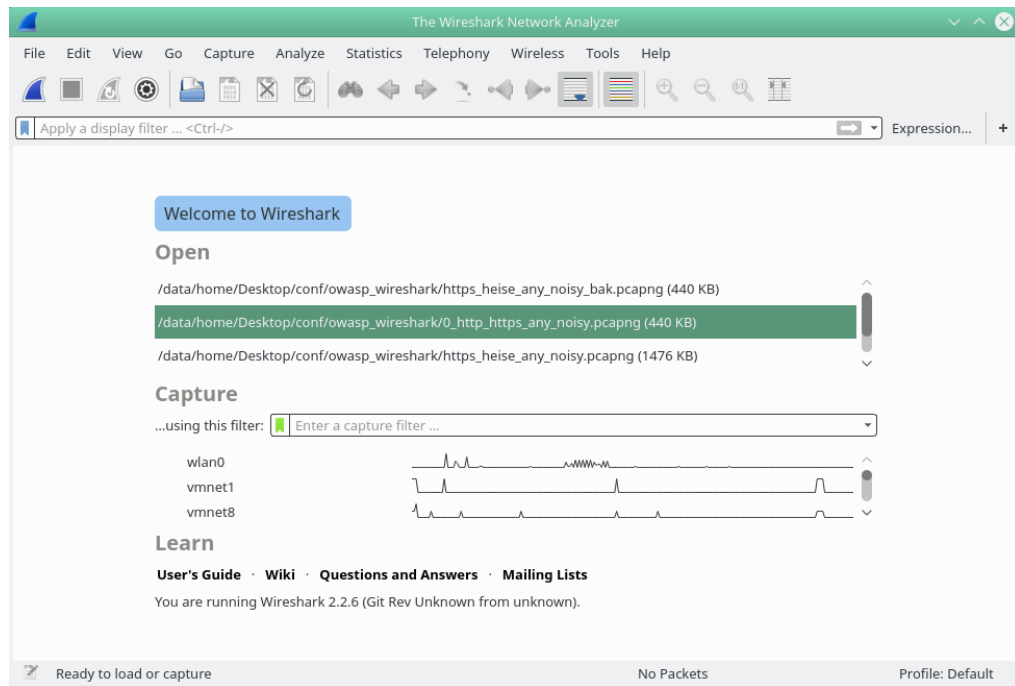 The Wireshark Network Analyzer
File Edit View Go Capture Analyze Statistics Telephony Wireless Tools Help
Apply a display filter ... <Ctrl-/> Expression... +
Welcome to Wireshark
Open
/data/home/Desktop/conf/owasp_wireshark/https_heise_any_noisy_bak.pcapng (440 KB)
/data/home/Desktop/conf/owasp_wireshark/0_http_https_any_noisy.pcapng (440 KB)
/data/home/Desktop/conf/owasp_wireshark/https_heise_any_noisy.pcapng (1476 KB)
Capture
...using this filter: Enter a capture filter ...
wlan0
vmnet1
vmnet8
Learn
User's Guide · Wiki · Questions and Answers · Mailing Lists
You are running Wireshark 2.2.6 (Git Rev Unknown from unknown).
Ready to load or capture No Packets Profile: Default